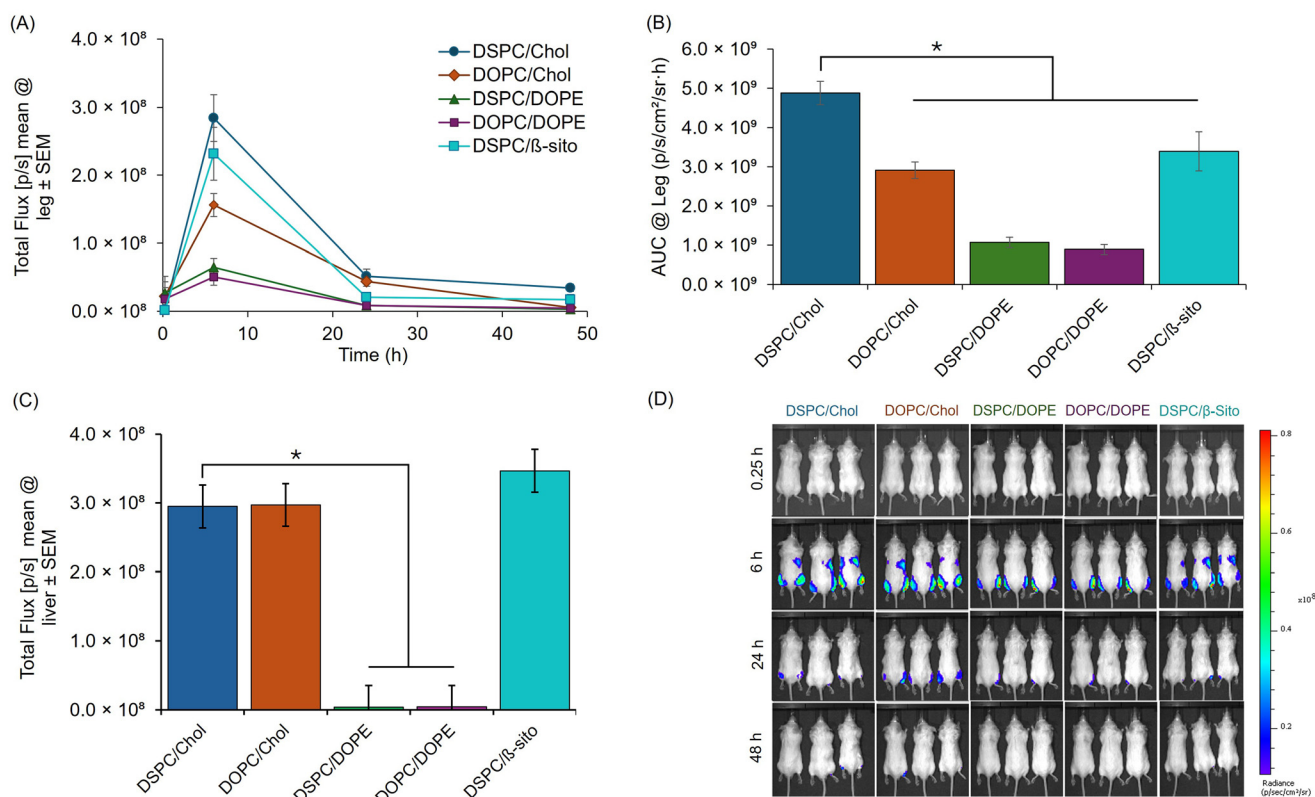 (A)
4.0 × 10⁸
3.0 × 10⁸
2.0 × 10⁸
1.0 × 10⁸
0.0 × 10⁸
Total Flux [p/s] mean @
leg ± SEM
0 10 20 30 40 50
Time (h)
DSPC/Chol
DOPC/Chol
DSPC/DOPE
DOPC/DOPE
DSPC/ß-sito
(B)
*
6.0 × 10⁹
5.0 × 10⁹
4.0 × 10⁹
3.0 × 10⁹
2.0 × 10⁹
1.0 × 10⁹
0.0 × 10⁹
AUC @ Leg (p/s/cm²/sr·h)
DSPC/Chol
DOPC/Chol
DSPC/DOPE
DOPC/DOPE
DSPC/ß-sito
(C)
*
4.0 × 10⁸
3.0 × 10⁸
2.0 × 10⁸
1.0 × 10⁸
0.0 × 10⁸
Total Flux [p/s] mean @
liver ± SEM
DSPC/Chol
DOPC/Chol
DSPC/DOPE
DOPC/DOPE
DSPC/ß-sito
(D)
DSPC/Chol DOPC/Chol DSPC/DOPE DOPC/DOPE DSPC/β-Sito
0.25 h
6 h
24 h
48 h
0.8
0.6
×10⁸
0.4
0.2
Radiance
(p/sec/cm²/sr)